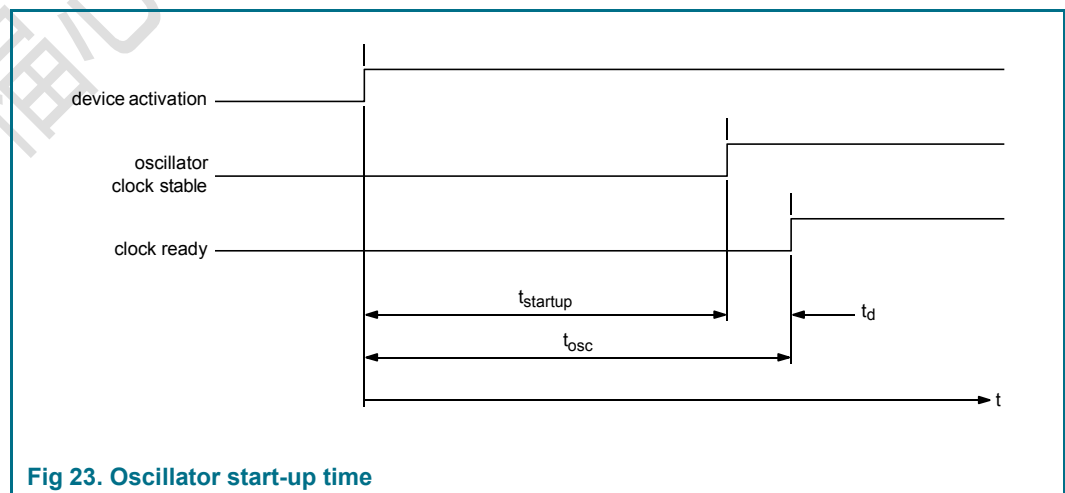 device activation
oscillator
clock stable
clock ready
tstartup
td
tosc
t
Fig 23. Oscillator start-up time